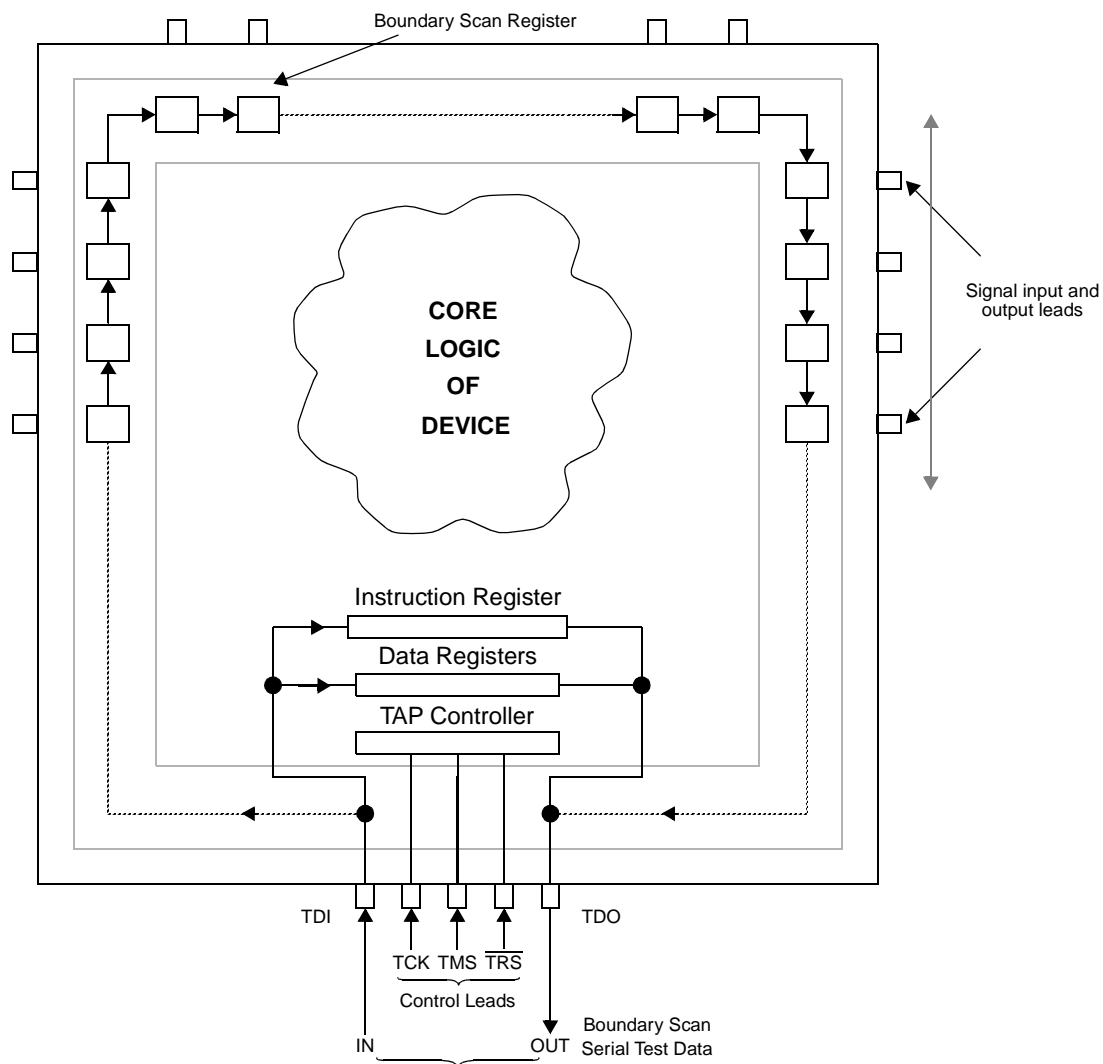 Boundary Scan Register
Signal input and
output leads
CORE
LOGIC
OF
DEVICE
Instruction Register
Data Registers
TAP Controller
TDI
TDO
TCK TMS T̅R̅S̅
Control Leads
IN
OUT
Boundary Scan
Serial Test Data